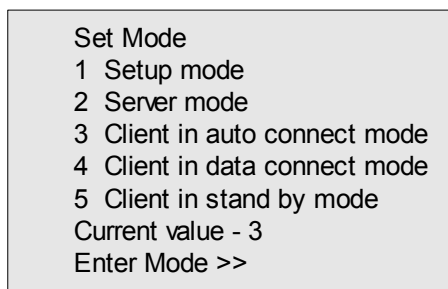 Set Mode
1 Setup mode
2 Server mode
3 Client in auto connect mode
4 Client in data connect mode
5 Client in stand by mode
Current value - 3
Enter Mode >>